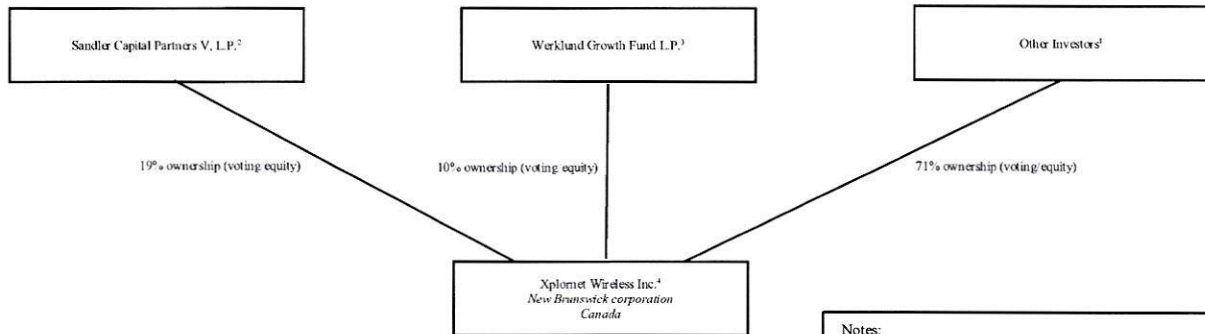 Sandler Capital Partners V, L.P.²
Werklund Growth Fund L.P.³
Other Investors¹
19% ownership (voting equity)
10% ownership (voting equity)
71% ownership (voting/equity)
Xplornet Wireless Inc.⁴
New Brunswick corporation
Canada
Notes: